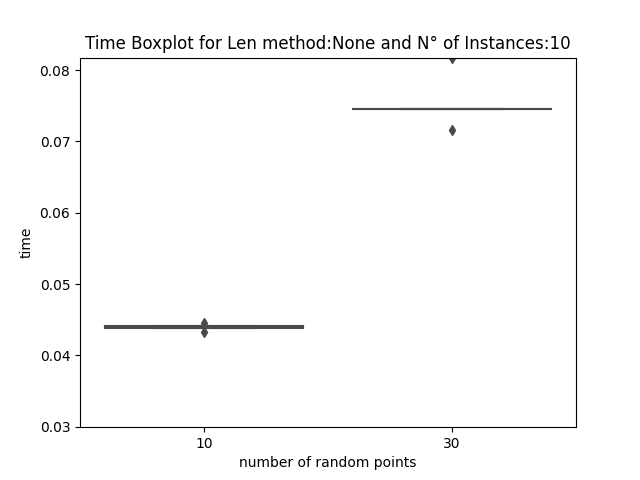 Time Boxplot for Len method:None and N° of Instances:10
0.08
0.07
0.06
0.05
0.04
0.03
time
10
30
number of random points